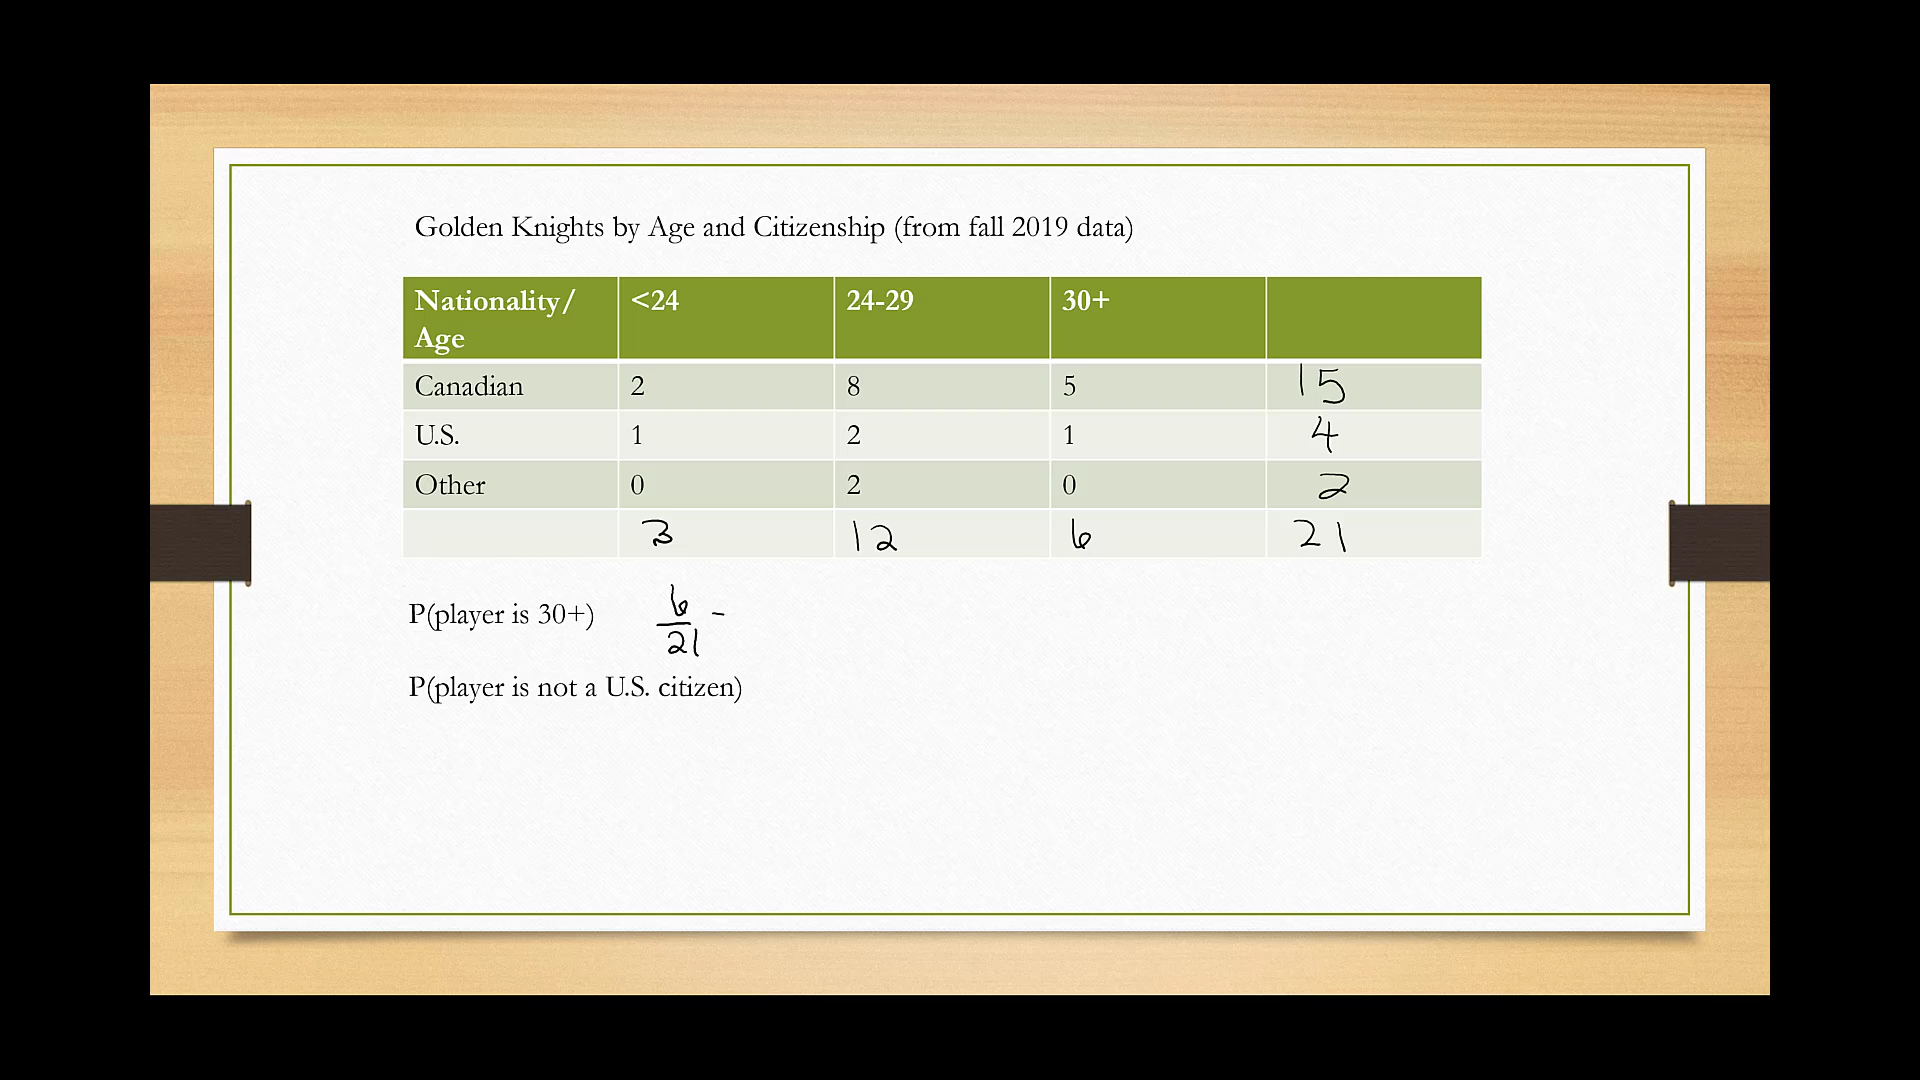 Golden Knights by Age and Citizenship (from fall 2019 data)
Nationality/ Age <24 24-29 30+
Canadian 2 8 5 15
U.S. 1 2 1 4
Other 0 2 0 2
3 12 6 21
P(player is 30+) 6/21 -
P(player is not a U.S. citizen)